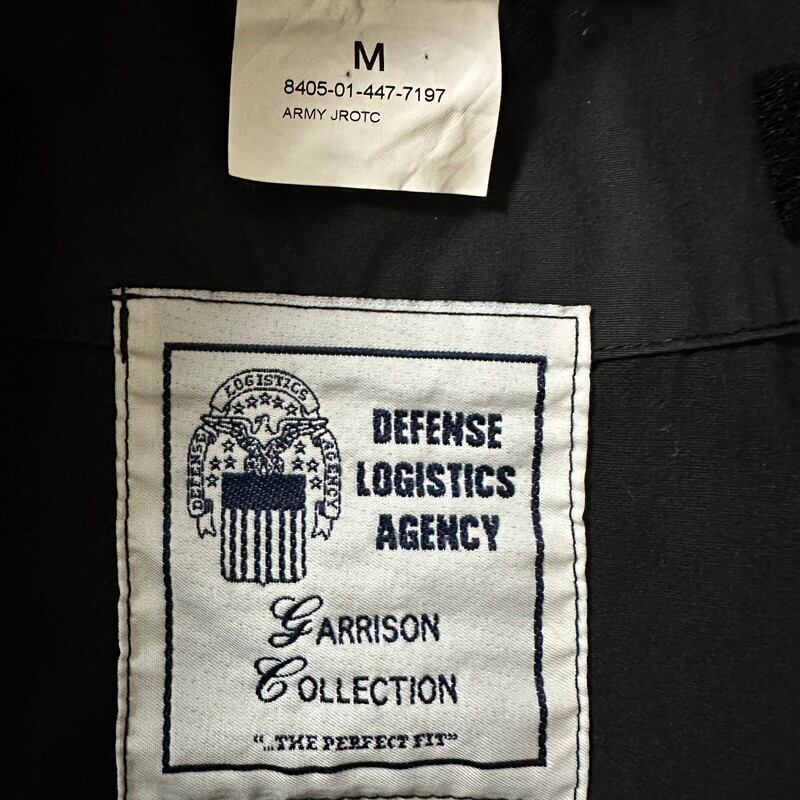 M
8405-01-447-7197
ARMY JROTC
LOGISTICS
DEFENSE
AGENCY
DEFENSE
LOGISTICS
AGENCY
GARRISON
COLLECTION
"...THE PERFECT FIT"